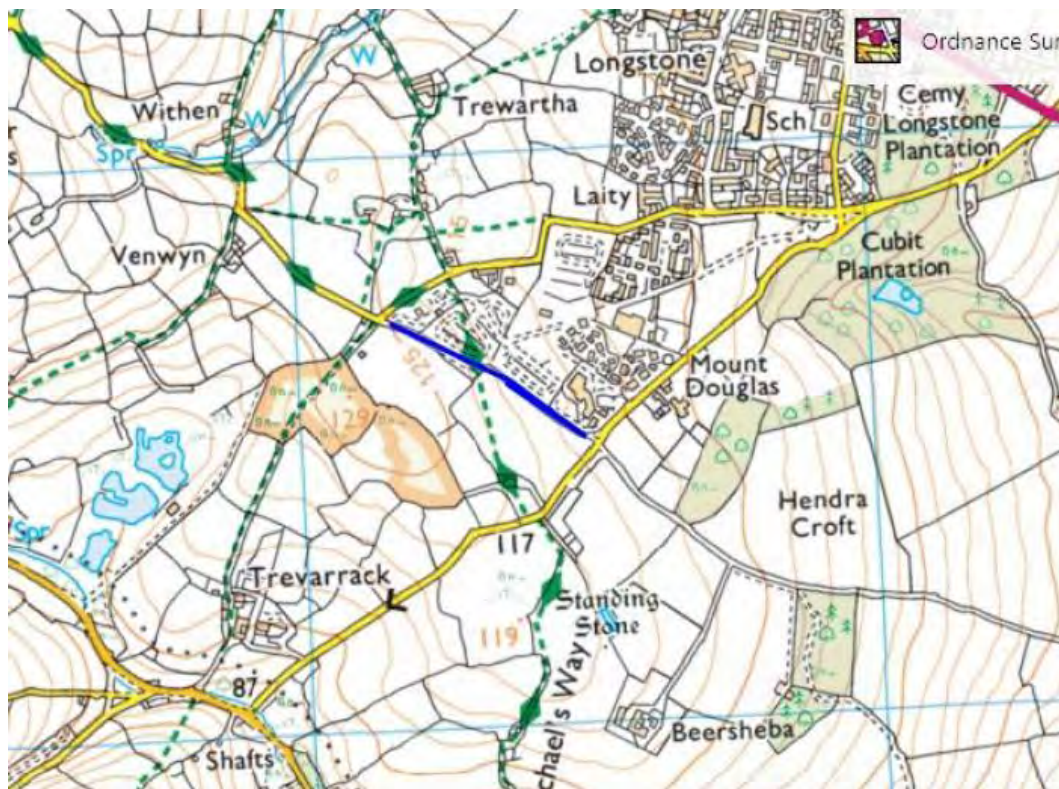 Ordnance Sur
Longstone
Withen
W
Trewartha
W
Spr
Sch
Cemy
Longstone
Plantation
Laity
Venwyn
Cubit
Plantation
125
129
Mount
Douglas
Hendra
Croft
Spr
117
Trevarrack
Standing
Stone
119
87
Shafts
chael's Way
Beersheba